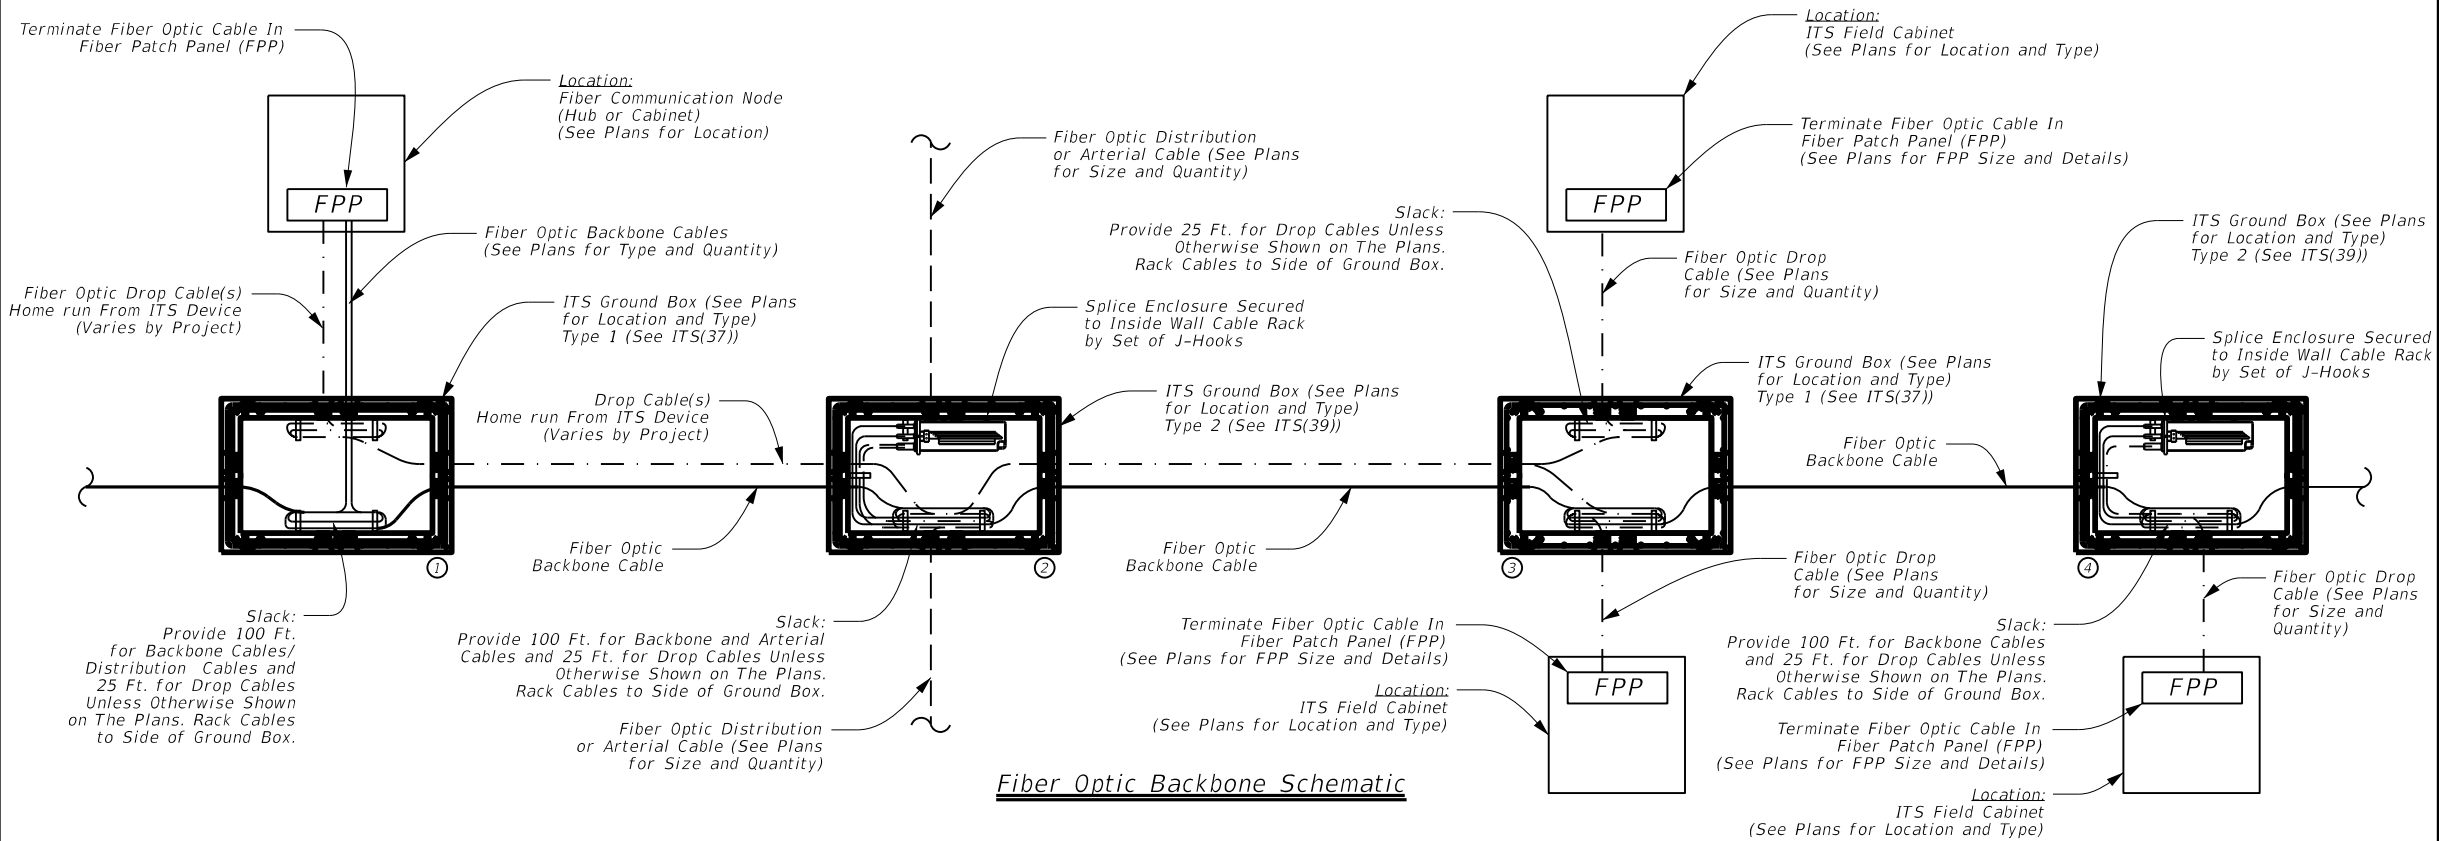 Terminate Fiber Optic Cable In
Fiber Patch Panel (FPP)
Location:
Fiber Communication Node
(Hub or Cabinet)
(See Plans for Location)
FPP
Fiber Optic Backbone Cables
(See Plans for Type and Quantity)
Fiber Optic Drop Cable(s)
Home run From ITS Device
(Varies by Project)
ITS Ground Box (See Plans
for Location and Type)
Type 1 (See ITS(37))
Drop Cable(s)
Home run From ITS Device
(Varies by Project)
Fiber Optic
Backbone Cable
1
Slack:
Provide 100 Ft.
for Backbone Cables/
Distribution Cables and
25 Ft. for Drop Cables
Unless Otherwise Shown
on The Plans. Rack Cables
to Side of Ground Box.
Fiber Optic Distribution
or Arterial Cable (See Plans
for Size and Quantity)
Splice Enclosure Secured
to Inside Wall Cable Rack
by Set of J-Hooks
ITS Ground Box (See Plans
for Location and Type)
Type 2 (See ITS(39))
2
Slack:
Provide 100 Ft. for Backbone and Arterial
Cables and 25 Ft. for Drop Cables Unless
Otherwise Shown on The Plans.
Rack Cables to Side of Ground Box.
Fiber Optic Distribution
or Arterial Cable (See Plans
for Size and Quantity)
Fiber Optic
Backbone Cable
Location:
ITS Field Cabinet
(See Plans for Location and Type)
Terminate Fiber Optic Cable In
Fiber Patch Panel (FPP)
(See Plans for FPP Size and Details)
FPP
Slack:
Provide 25 Ft. for Drop Cables Unless
Otherwise Shown on The Plans.
Rack Cables to Side of Ground Box.
Fiber Optic Drop
Cable (See Plans
for Size and Quantity)
ITS Ground Box (See Plans
for Location and Type)
Type 1 (See ITS(37))
Fiber Optic
Backbone Cable
3
Fiber Optic Drop
Cable (See Plans
for Size and Quantity)
Terminate Fiber Optic Cable In
Fiber Patch Panel (FPP)
(See Plans for FPP Size and Details)
FPP
Location:
ITS Field Cabinet
(See Plans for Location and Type)
ITS Ground Box (See Plans
for Location and Type)
Type 2 (See ITS(39))
Splice Enclosure Secured
to Inside Wall Cable Rack
by Set of J-Hooks
4
Fiber Optic Drop
Cable (See Plans
for Size and
Quantity)
Slack:
Provide 100 Ft. for Backbone Cables
and 25 Ft. for Drop Cables Unless
Otherwise Shown on The Plans.
Rack Cables to Side of Ground Box.
FPP
Terminate Fiber Optic Cable In
Fiber Patch Panel (FPP)
(See Plans for FPP Size and Details)
Location:
ITS Field Cabinet
(See Plans for Location and Type)
Fiber Optic Backbone Schematic